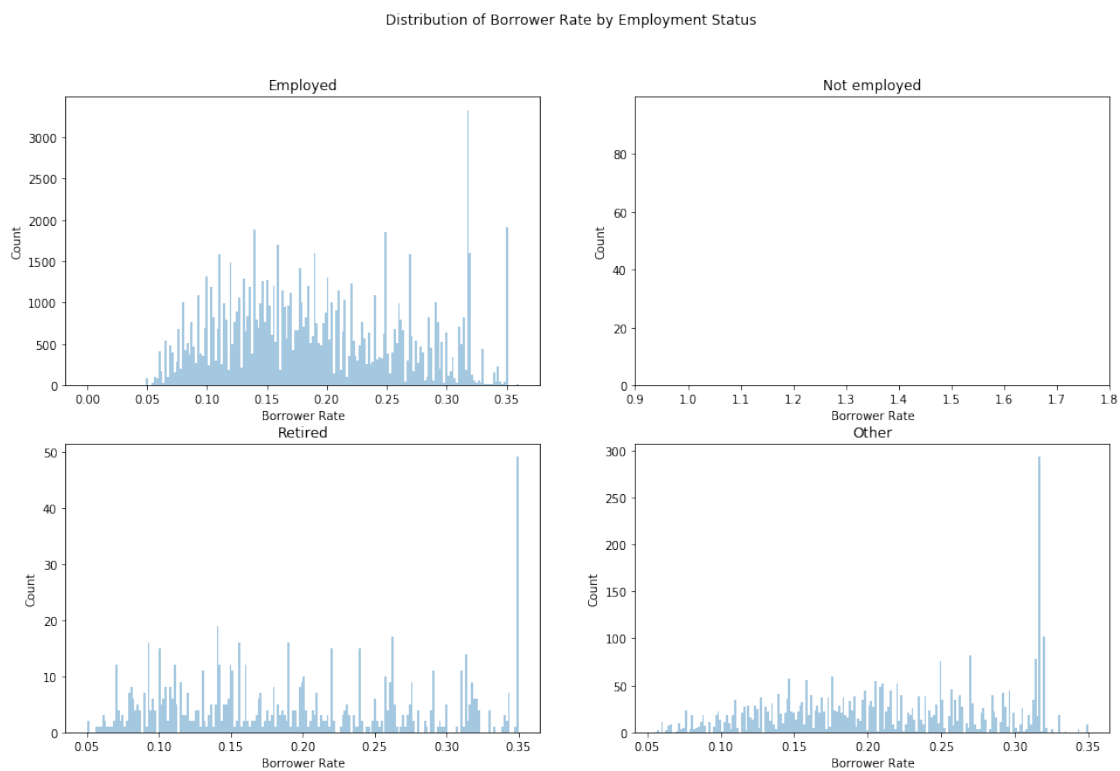 Distribution of Borrower Rate by Employment Status
Employed
Count
3000
2500
2000
1500
1000
500
0
0.00 0.05 0.10 0.15 0.20 0.25 0.30 0.35
Borrower Rate
Not employed
Count
80
60
40
20
0
0.9 1.0 1.1 1.2 1.3 1.4 1.5 1.6 1.7 1.8
Borrower Rate
Retired
Count
50
40
30
20
10
0
0.05 0.10 0.15 0.20 0.25 0.30 0.35
Borrower Rate
Other
Count
300
250
200
150
100
50
0
0.05 0.10 0.15 0.20 0.25 0.30 0.35
Borrower Rate